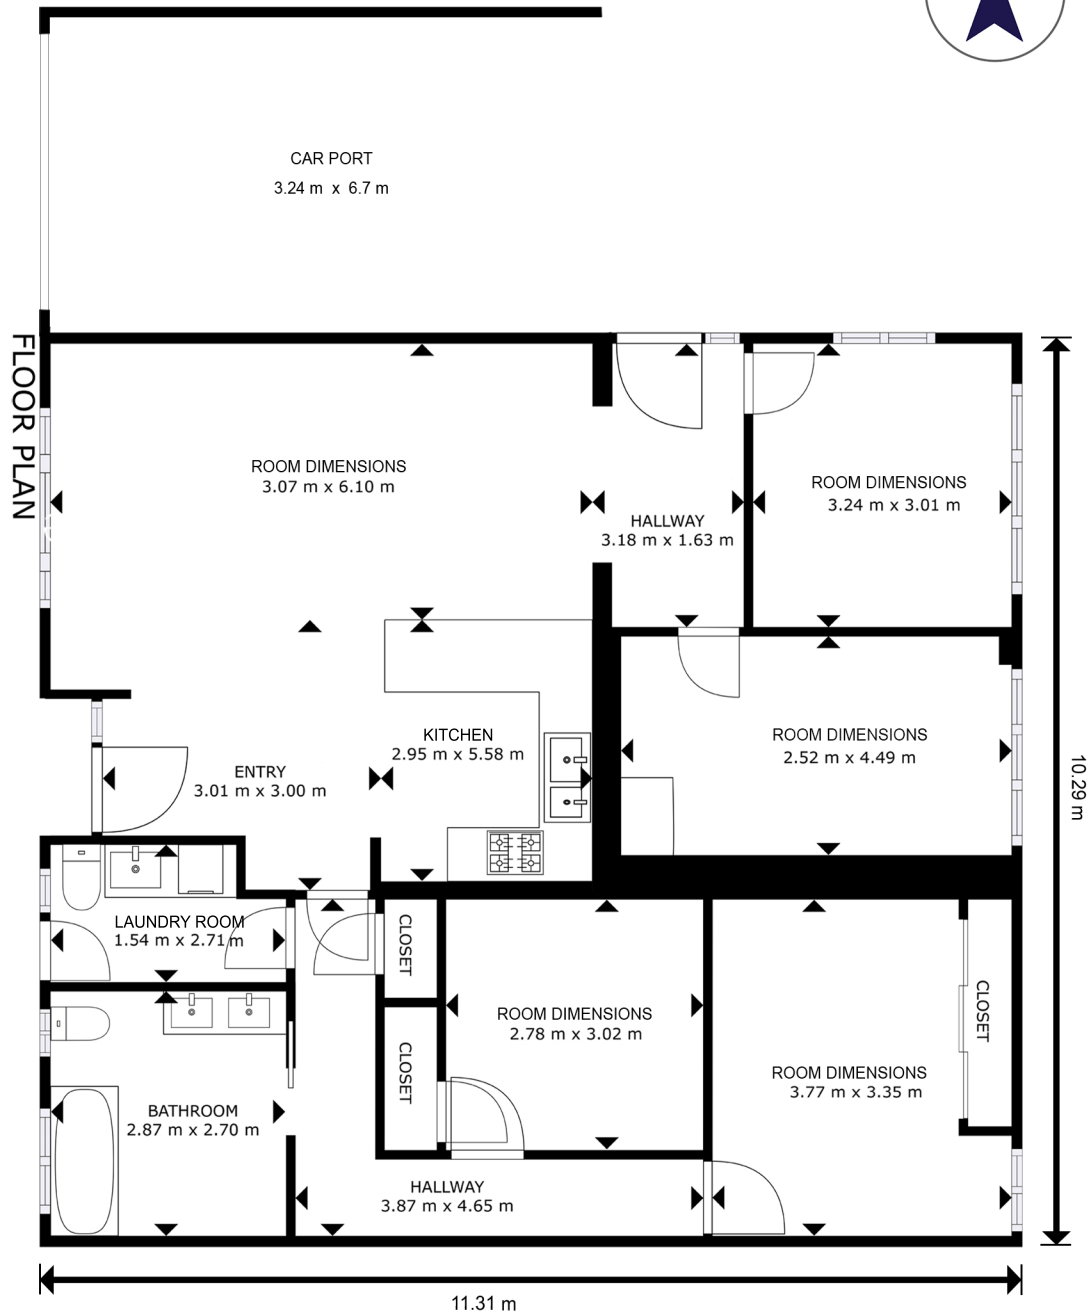 CAR PORT
3.24 m x 6.7 m
FLOOR PLAN
ROOM DIMENSIONS
3.07 m x 6.10 m
HALLWAY
3.18 m x 1.63 m
ROOM DIMENSIONS
3.24 m x 3.01 m
KITCHEN
2.95 m x 5.58 m
ROOM DIMENSIONS
2.52 m x 4.49 m
ENTRY
3.01 m x 3.00 m
10.29 m
LAUNDRY ROOM
1.54 m x 2.71 m
CLOSET
ROOM DIMENSIONS
2.78 m x 3.02 m
CLOSET
CLOSET
ROOM DIMENSIONS
3.77 m x 3.35 m
BATHROOM
2.87 m x 2.70 m
HALLWAY
3.87 m x 4.65 m
11.31 m